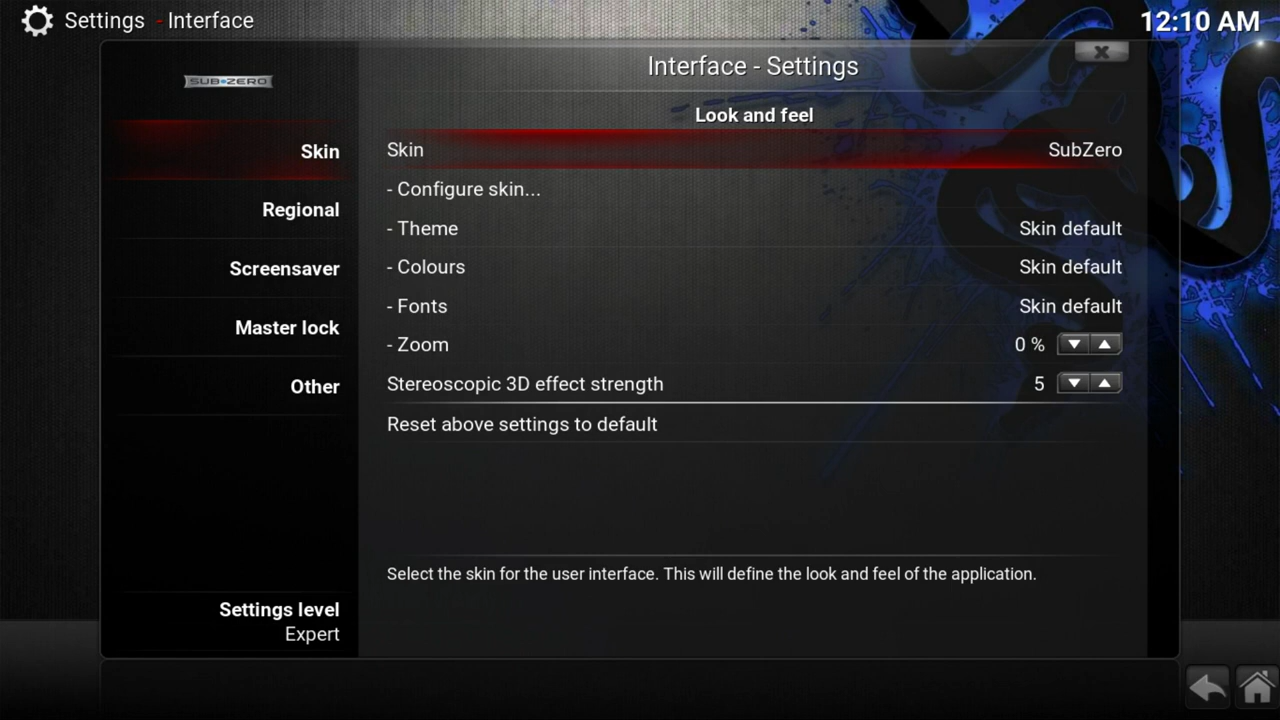 Settings - Interface
12:10 AM
SUB-ZERO
Interface - Settings
Look and feel
Skin
Regional
Screensaver
Master lock
Other
Skin SubZero
- Configure skin...
- Theme Skin default
- Colours Skin default
- Fonts Skin default
- Zoom 0 %
Stereoscopic 3D effect strength 5
Reset above settings to default
Select the skin for the user interface. This will define the look and feel of the application.
Settings level
Expert